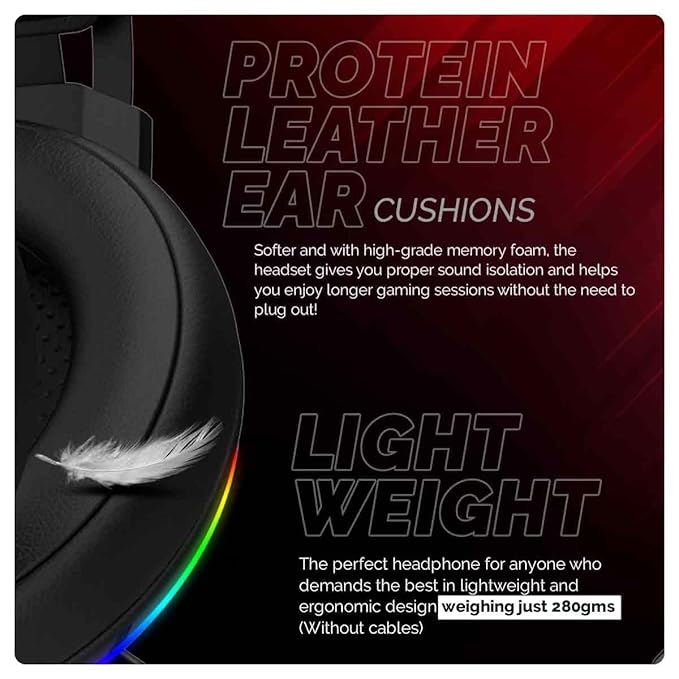 PROTEIN
LEATHER
EAR CUSHIONS
Softer and with high-grade memory foam, the
headset gives you proper sound isolation and helps
you enjoy longer gaming sessions without the need to
plug out!
LIGHT
WEIGHT
The perfect headphone for anyone who
demands the best in lightweight and
ergonomic design weighing just 280gms
(Without cables)